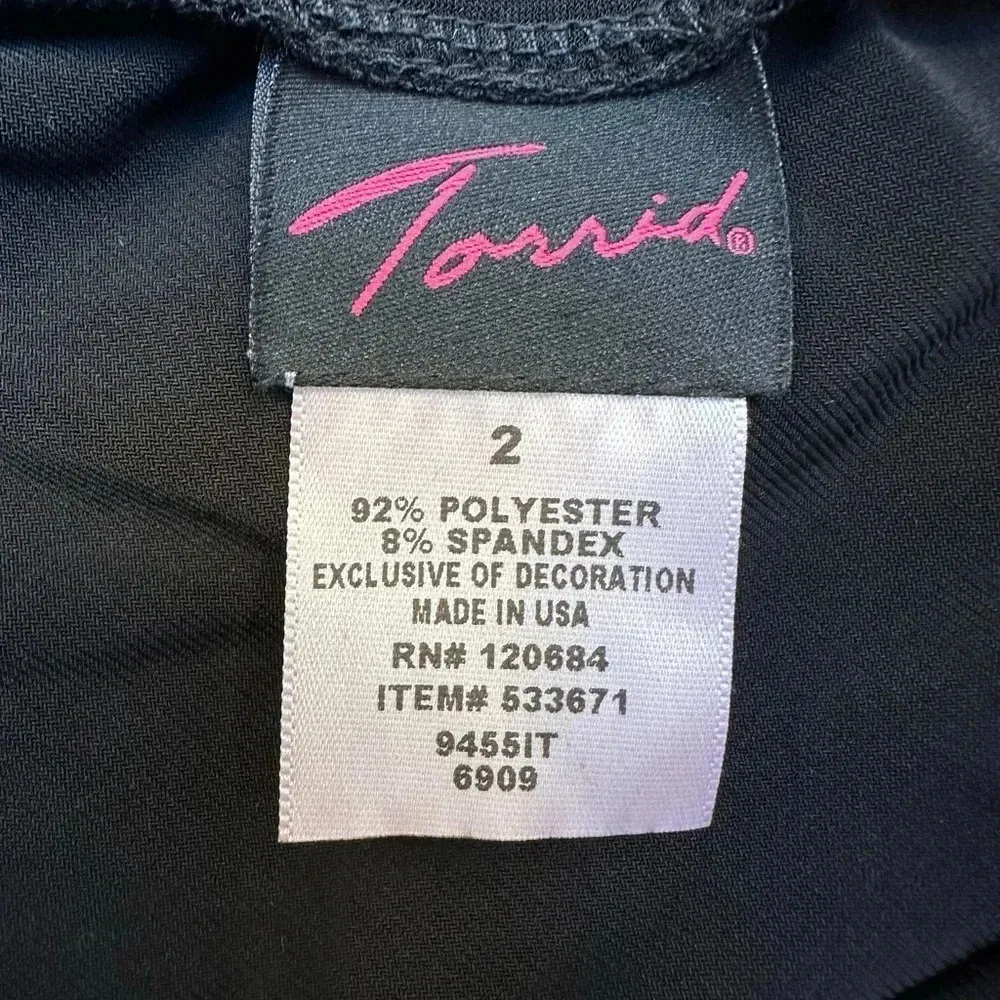 Torrid®
2
92% POLYESTER
8% SPANDEX
EXCLUSIVE OF DECORATION
MADE IN USA
RN# 120684
ITEM# 533671
9455IT
6909